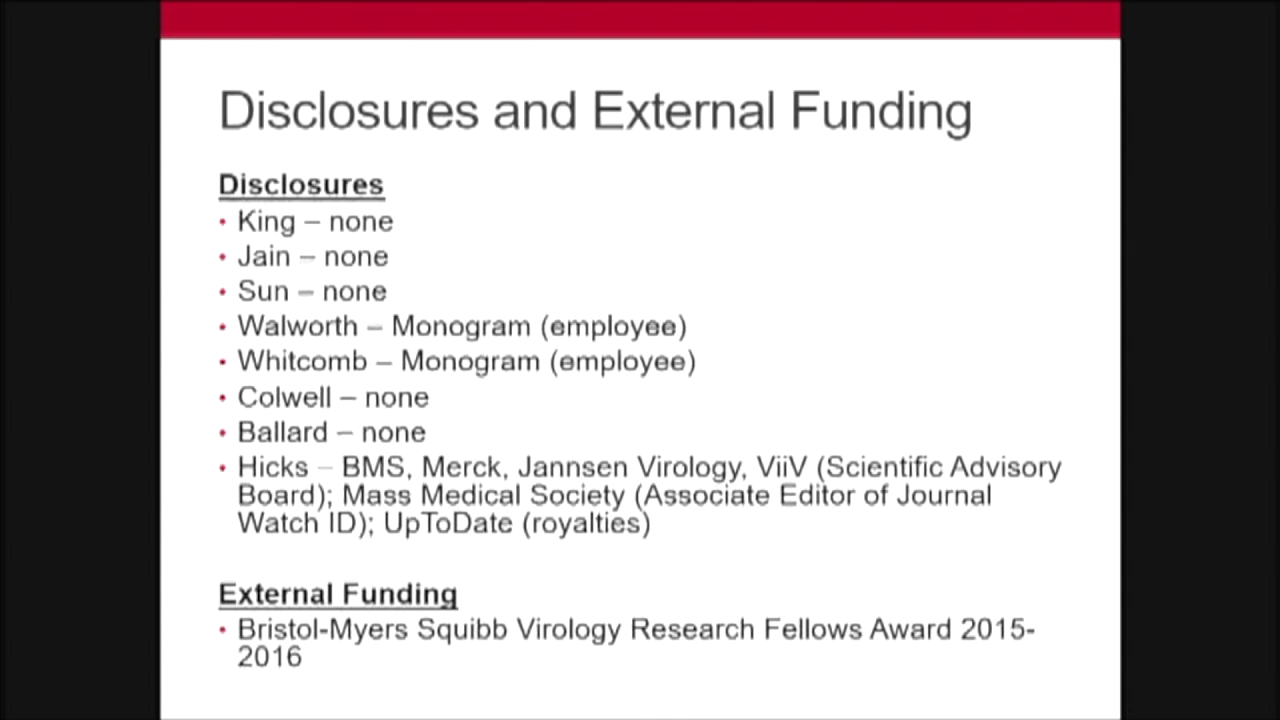 Disclosures and External Funding
Disclosures
• King – none
• Jain – none
• Sun – none
• Walworth – Monogram (employee)
• Whitcomb – Monogram (employee)
• Colwell – none
• Ballard – none
• Hicks – BMS, Merck, Jannsen Virology, ViiV (Scientific Advisory
Board); Mass Medical Society (Associate Editor of Journal
Watch ID); UpToDate (royalties)
External Funding
• Bristol-Myers Squibb Virology Research Fellows Award 2015-
2016